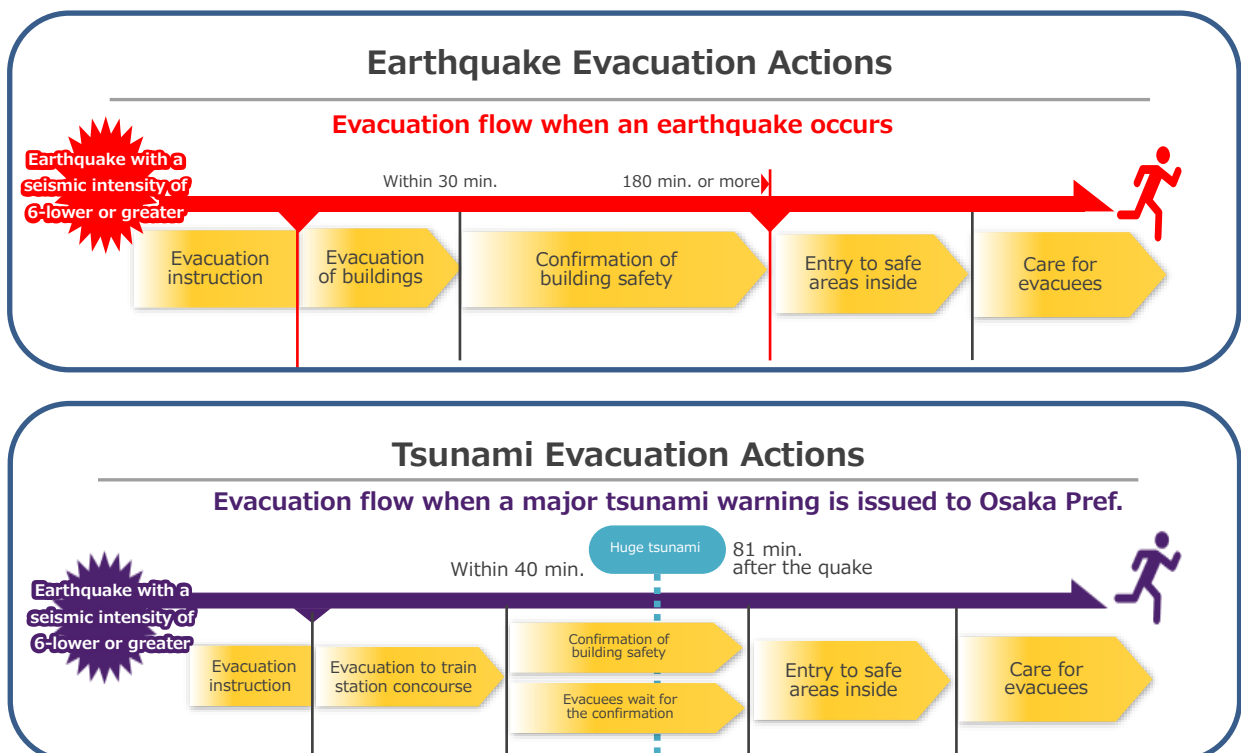 Earthquake Evacuation Actions
Evacuation flow when an earthquake occurs
Earthquake with a
seismic intensity of
6-lower or greater
Within 30 min.
180 min. or more
Evacuation
instruction
Evacuation
of buildings
Confirmation of
building safety
Entry to safe
areas inside
Care for
evacuees
Tsunami Evacuation Actions
Evacuation flow when a major tsunami warning is issued to Osaka Pref.
Earthquake with a
seismic intensity of
6-lower or greater
Within 40 min.
Huge tsunami
81 min.
after the quake
Evacuation
instruction
Evacuation to train
station concourse
Confirmation of
building safety
Evacuees wait for
the confirmation
Entry to safe
areas inside
Care for
evacuees